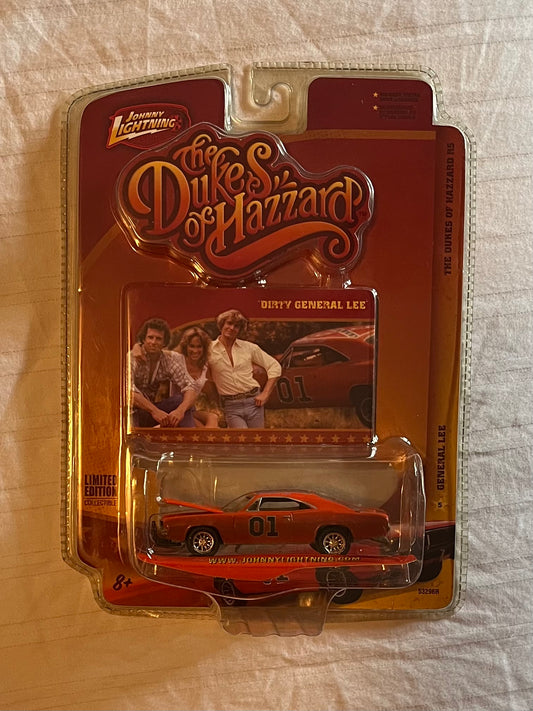 JOHNNY
LIGHTNING
the
Dukes
of Hazzard
'DIRTY GENERAL LEE'
01
LIMITED
EDITION
COLLECTIBLE
01
WWW.JOHNNYLIGHTNING.COM
8+
THE DUKES OF HAZZARD R5
GENERAL LEE
5